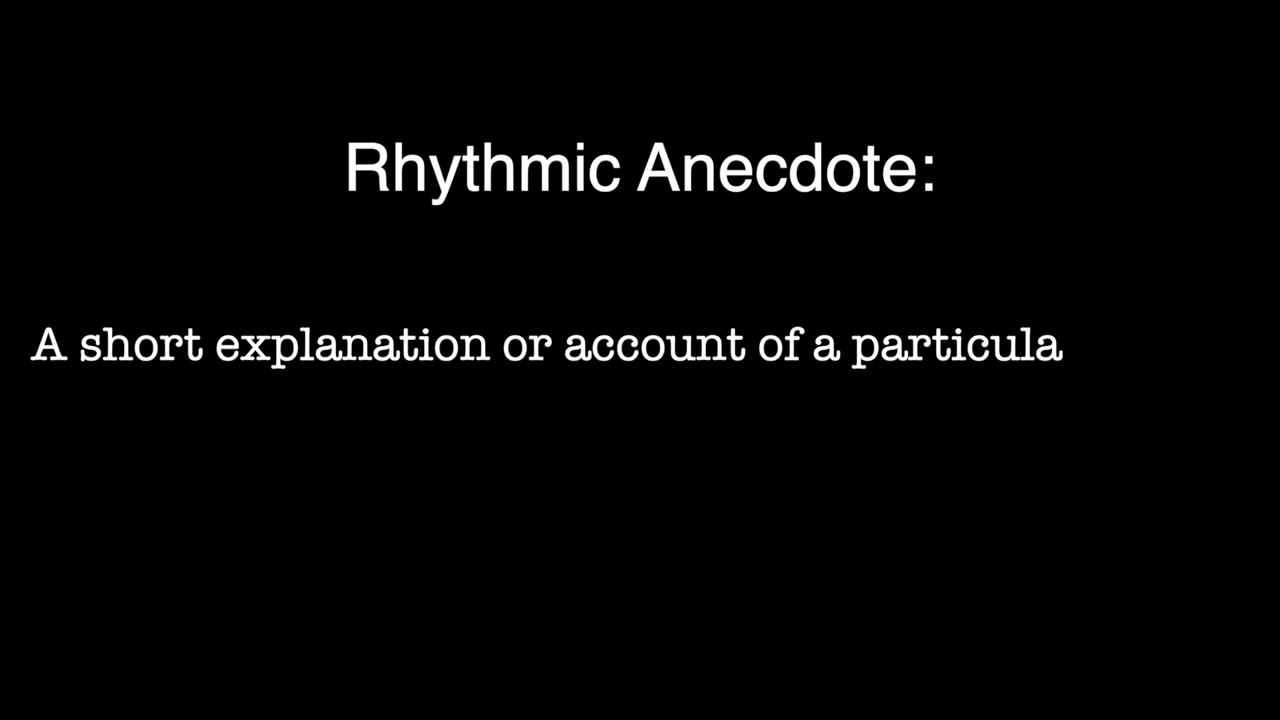 Rhythmic Anecdote:
A short explanation or account of a particula